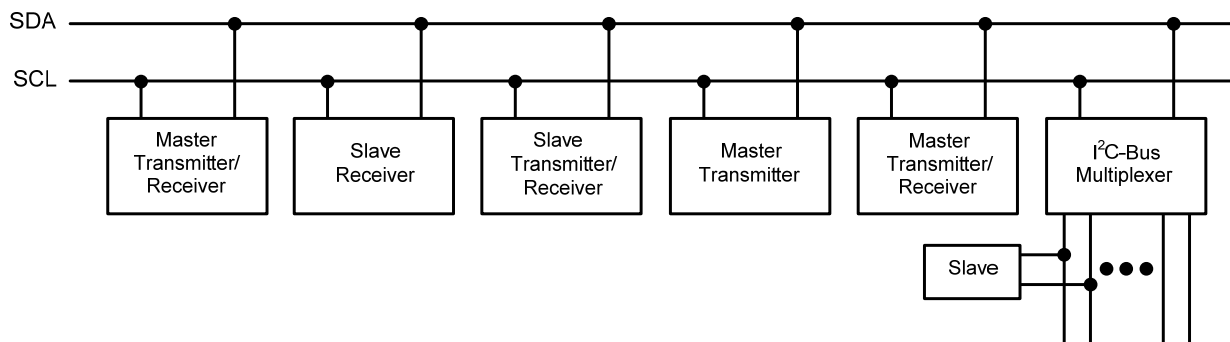 SDA
SCL
Master
Transmitter/
Receiver
Slave
Receiver
Slave
Transmitter/
Receiver
Master
Transmitter
Master
Transmitter/
Receiver
I²C-Bus
Multiplexer
Slave